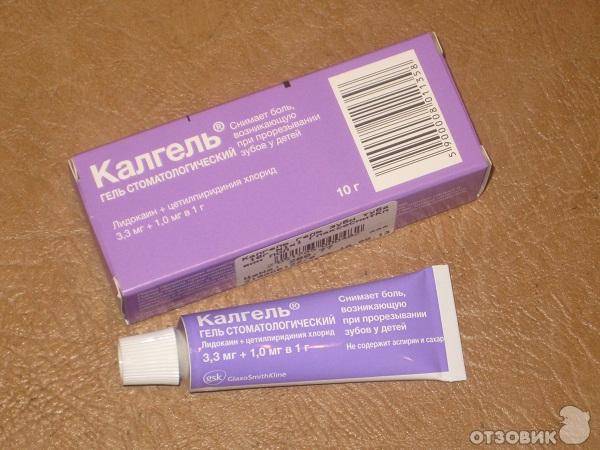 Калгель®
ГЕЛЬ СТОМАТОЛОГИЧЕСКИЙ
Лидокаин + цетилпиридиния хлорид
3,3 мг + 1,0 мг в 1 г
Снимает боль,
возникающую
при прорезывании
зубов у детей
10 г
5900008011358
Калгель®
ГЕЛЬ СТОМАТОЛОГИЧЕСКИЙ
Лидокаин + цетилпиридиния хлорид
3,3 мг + 1,0 мг в 1 г
gsk GlaxoSmithKline
Снимает боль,
возникающую
при прорезывании
зубов у детей
Не содержит аспирин и сахар
ОТЗОВИК